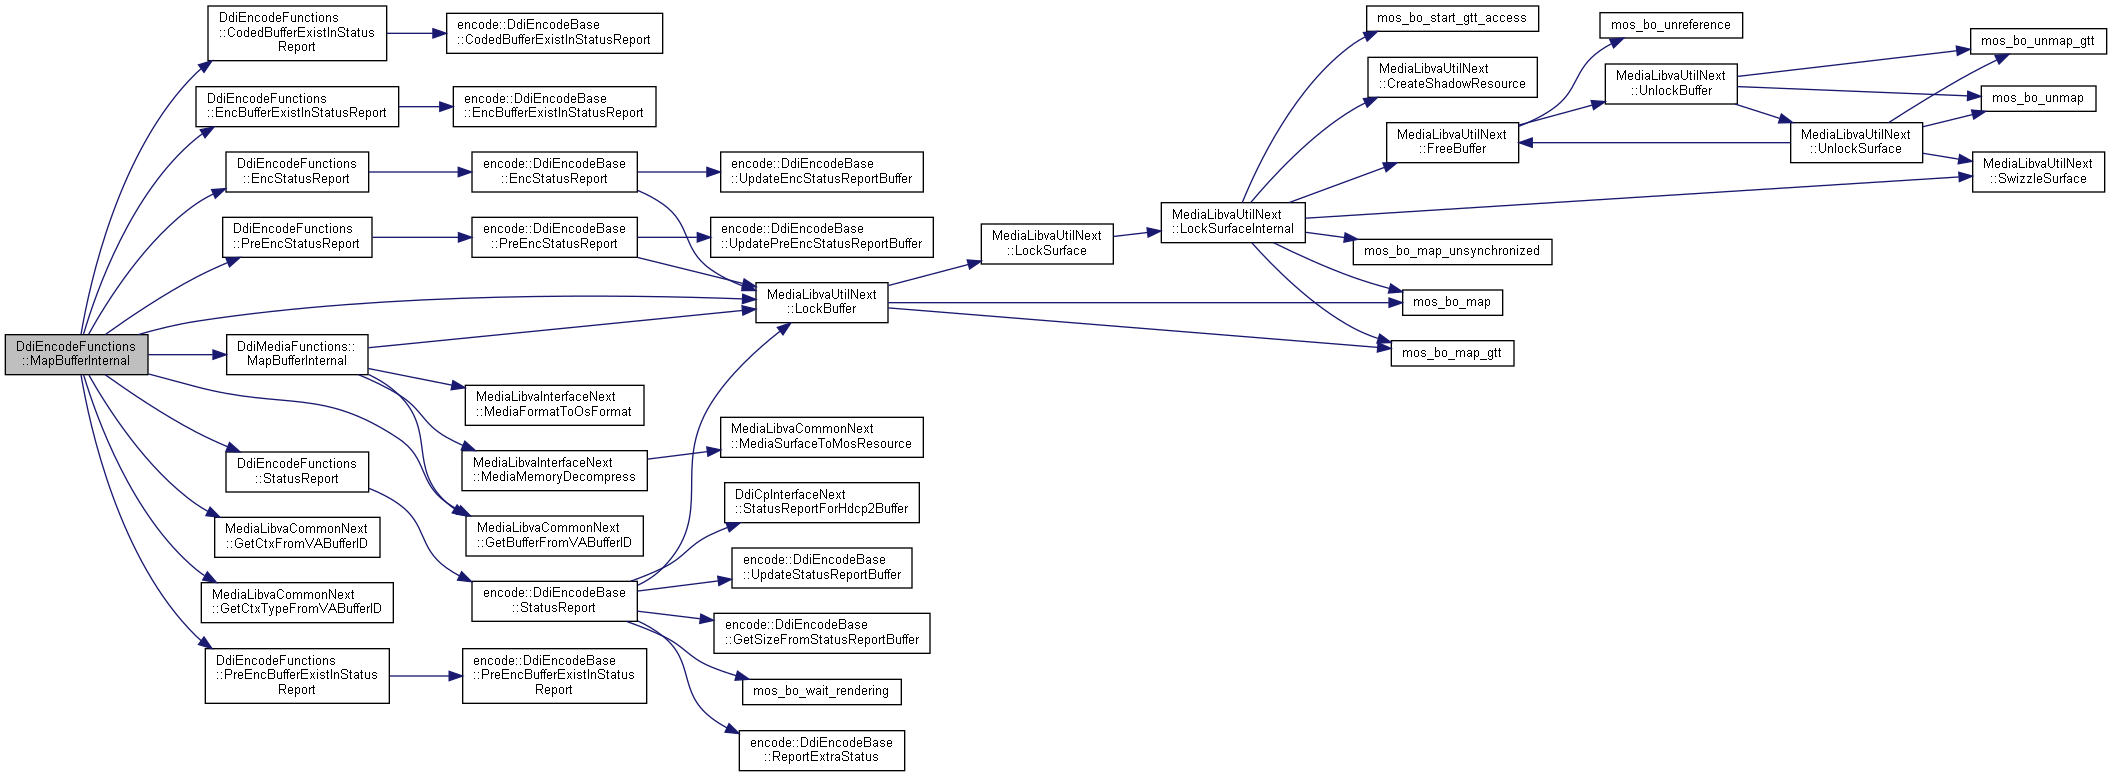 DdiEncodeFunctions
::MapBufferInternal
DdiEncodeFunctions
::CodedBufferExistInStatus
Report
encode::DdiEncodeBase
::CodedBufferExistInStatusReport
DdiEncodeFunctions
::EncBufferExistInStatusReport
encode::DdiEncodeBase
::EncBufferExistInStatusReport
DdiEncodeFunctions
::EncStatusReport
encode::DdiEncodeBase
::EncStatusReport
encode::DdiEncodeBase
::UpdateEncStatusReportBuffer
DdiEncodeFunctions
::PreEncStatusReport
encode::DdiEncodeBase
::PreEncStatusReport
encode::DdiEncodeBase
::UpdatePreEncStatusReportBuffer
MediaLibvaUtilNext
::LockBuffer
MediaLibvaUtilNext
::LockSurface
MediaLibvaUtilNext
::LockSurfaceInternal
mos_bo_start_gtt_access
MediaLibvaUtilNext
::CreateShadowResource
MediaLibvaUtilNext
::FreeBuffer
mos_bo_unreference
MediaLibvaUtilNext
::UnlockBuffer
MediaLibvaUtilNext
::UnlockSurface
mos_bo_unmap_gtt
mos_bo_unmap
MediaLibvaUtilNext
::SwizzleSurface
mos_bo_map_unsynchronized
mos_bo_map
mos_bo_map_gtt
DdiMediaFunctions::
MapBufferInternal
MediaLibvaInterfaceNext
::MediaFormatToOsFormat
MediaLibvaInterfaceNext
::MediaMemoryDecompress
MediaLibvaCommonNext
::MediaSurfaceToMosResource
MediaLibvaCommonNext
::GetBufferFromVABufferID
DdiEncodeFunctions
::StatusReport
encode::DdiEncodeBase
::StatusReport
DdiCpInterfaceNext
::StatusReportForHdcp2Buffer
encode::DdiEncodeBase
::UpdateStatusReportBuffer
encode::DdiEncodeBase
::GetSizeFromStatusReportBuffer
mos_bo_wait_rendering
encode::DdiEncodeBase
::ReportExtraStatus
MediaLibvaCommonNext
::GetCtxFromVABufferID
MediaLibvaCommonNext
::GetCtxTypeFromVABufferID
DdiEncodeFunctions
::PreEncBufferExistInStatus
Report
encode::DdiEncodeBase
::PreEncBufferExistInStatus
Report